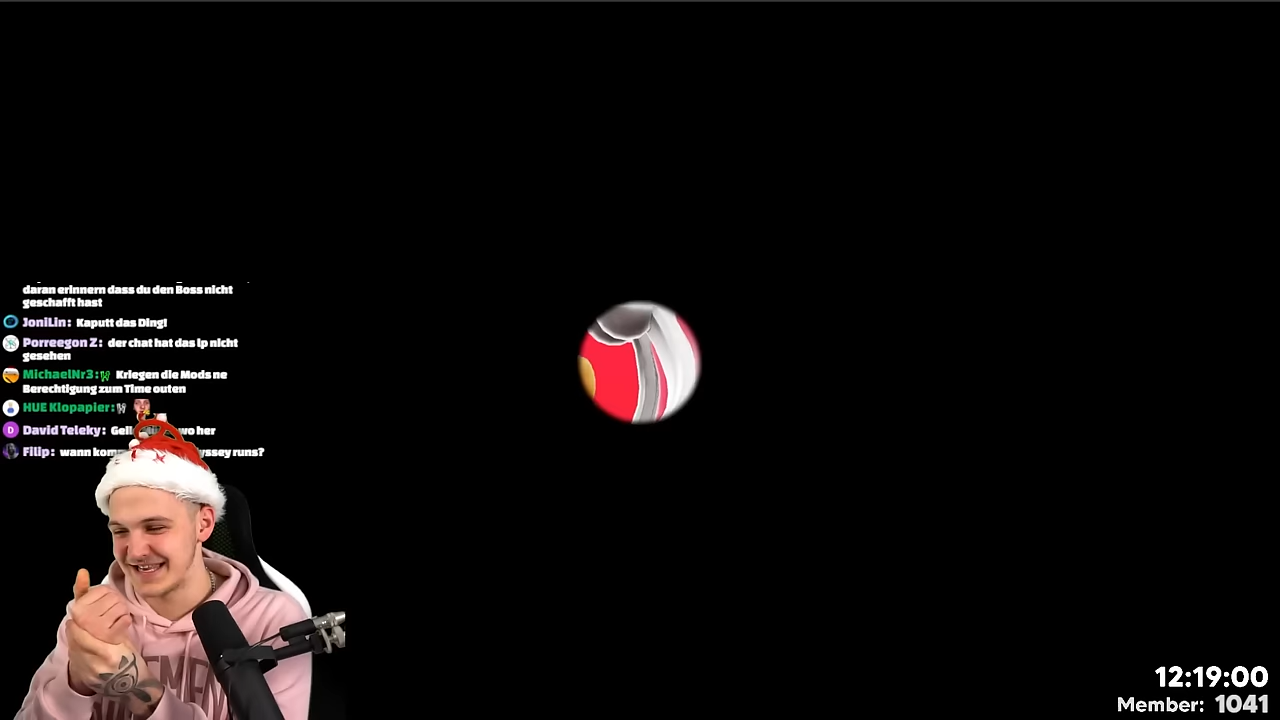 daran erinnern dass du den Boss nicht
geschafft hast
JoniLin: Kaputt das Ding!
Porreegon Z: der chat hat das lp nicht
gesehen
MichaelNr3: Kriegen die Mods ne
Berechtigung zum Time outen
HUE Klopapier:
D David Teleky: wo her
Filip: wann runs?
12:19:00
Member: 1041